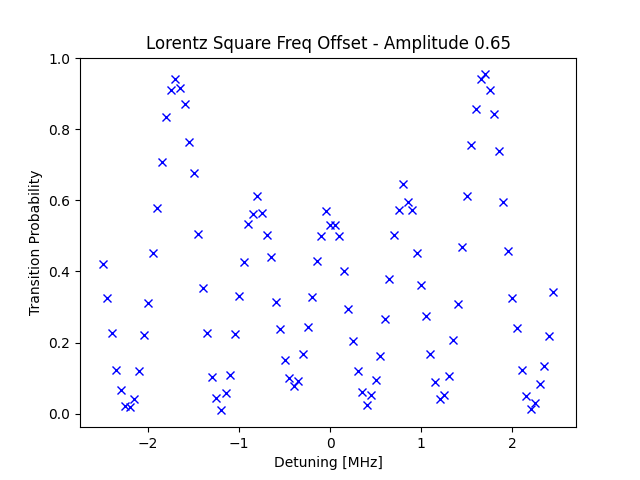 Lorentz Square Freq Offset - Amplitude 0.65
Transition Probability
1.0
0.8
0.6
0.4
0.2
0.0
−2 −1 0 1 2
Detuning [MHz]